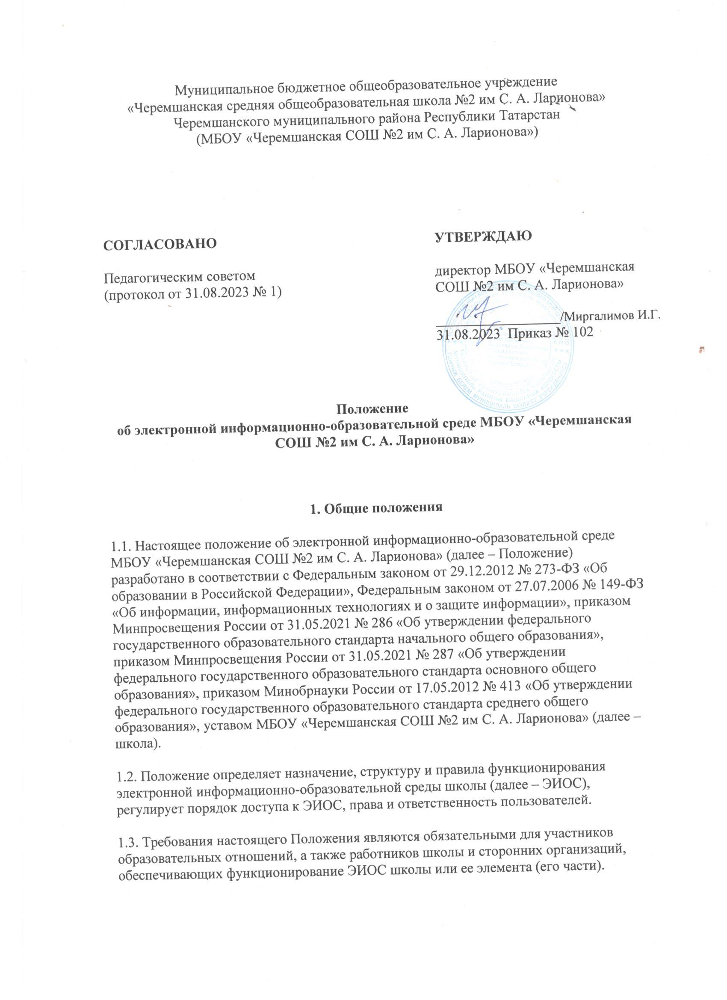 Муниципальное бюджетное общеобразовательное учреждение
«Черемшанская средняя общеобразовательная школа №2 им С. А. Ларионова»
Черемшанского муниципального района Республики Татарстан
(МБОУ «Черемшанская СОШ №2 им С. А. Ларионова»)
СОГЛАСОВАНО
Педагогическим советом
(протокол от 31.08.2023 № 1)
УТВЕРЖДАЮ
директор МБОУ «Черемшанская
СОШ №2 им С. А. Ларионова»
/Миргалимов И.Г.
31.08.2023 Приказ № 102
МУНИЦИПАЛЬ РАЙОНЫ БАШКАРМА КОМИТЕТЫ
ГОМУМИ БЕЛЕМ МУНИЦИПАЛЬ БЮДЖЕТ УЧРЕЖДЕНИЕСЕ
Положение
об электронной информационно-образовательной среде МБОУ «Черемшанская
СОШ №2 им С. А. Ларионова»
1. Общие положения
1.1. Настоящее положение об электронной информационно-образовательной среде
МБОУ «Черемшанская СОШ №2 им С. А. Ларионова» (далее – Положение)
разработано в соответствии с Федеральным законом от 29.12.2012 № 273-ФЗ «Об
образовании в Российской Федерации», Федеральным законом от 27.07.2006 № 149-ФЗ
«Об информации, информационных технологиях и о защите информации», приказом
Минпросвещения России от 31.05.2021 № 286 «Об утверждении федерального
государственного образовательного стандарта начального общего образования»,
приказом Минпросвещения России от 31.05.2021 № 287 «Об утверждении
федерального государственного образовательного стандарта основного общего
образования», приказом Минобрнауки России от 17.05.2012 № 413 «Об утверждении
федерального государственного образовательного стандарта среднего общего
образования», уставом МБОУ «Черемшанская СОШ №2 им С. А. Ларионова» (далее –
школа).
1.2. Положение определяет назначение, структуру и правила функционирования
электронной информационно-образовательной среды школы (далее – ЭИОС),
регулирует порядок доступа к ЭИОС, права и ответственность пользователей.
1.3. Требования настоящего Положения являются обязательными для участников
образовательных отношений, а также работников школы и сторонних организаций,
обеспечивающих функционирование ЭИОС школы или ее элемента (его части).